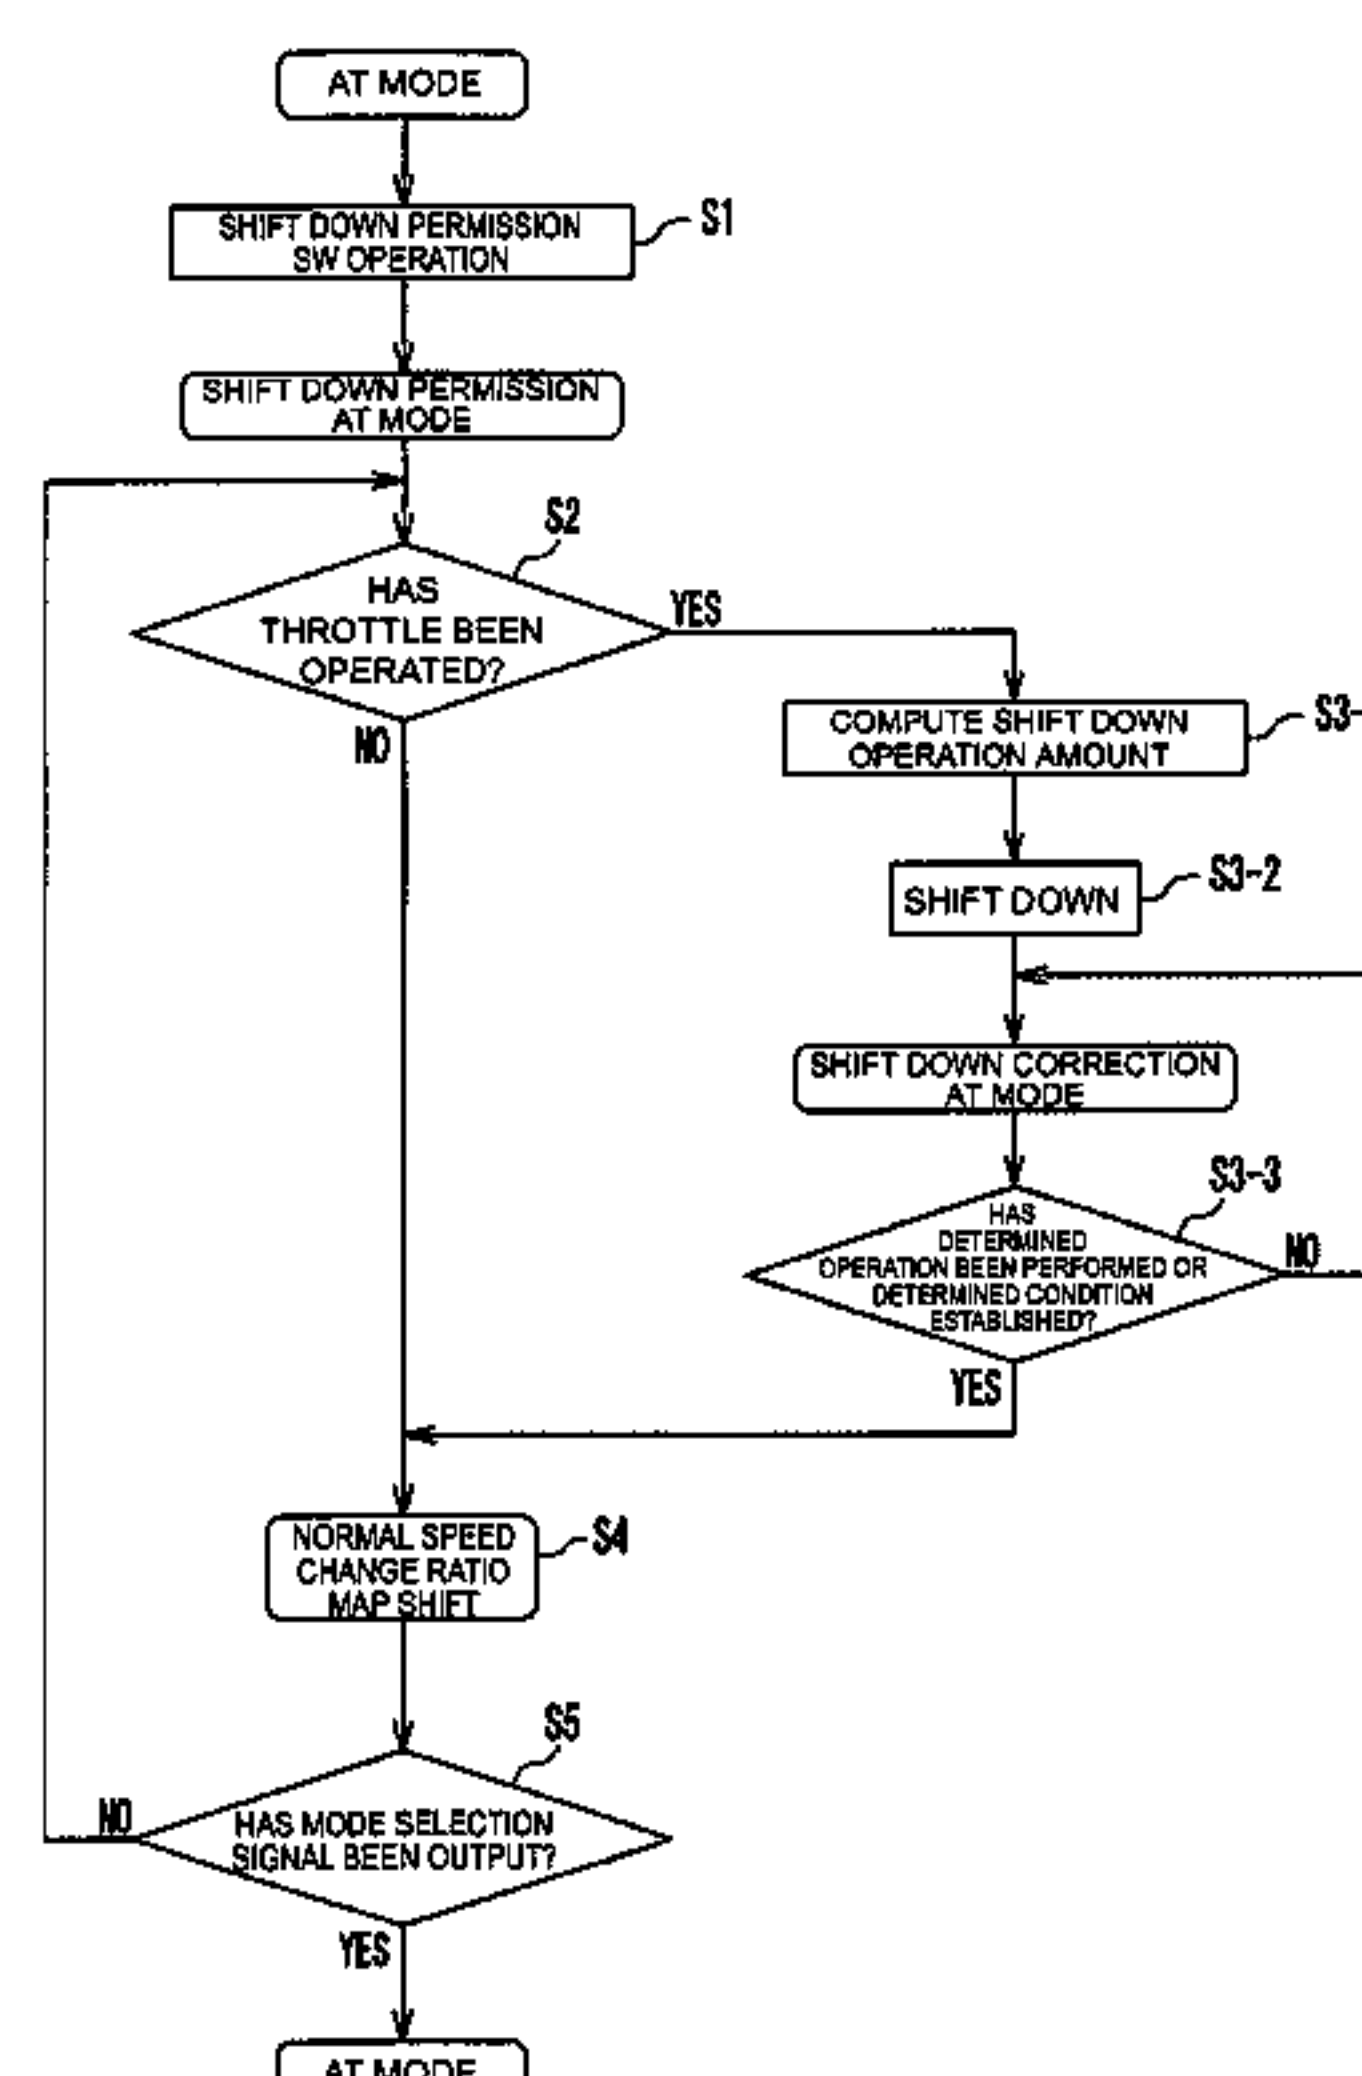 AT MODE
SHIFT DOWN PERMISSION
SW OPERATION
S1
SHIFT DOWN PERMISSION
AT MODE
S2
HAS
THROTTLE BEEN
OPERATED?
YES
NO
COMPUTE SHIFT DOWN
OPERATION AMOUNT
S3-
SHIFT DOWN
S3-2
SHIFT DOWN CORRECTION
AT MODE
S3-3
HAS
DETERMINED
OPERATION BEEN PERFORMED OR
DETERMINED CONDITION
ESTABLISHED?
NO
YES
NORMAL SPEED
CHANGE RATIO
MAP SHIFT
S4
S5
HAS MODE SELECTION
SIGNAL BEEN OUTPUT?
NO
YES
AT MODE